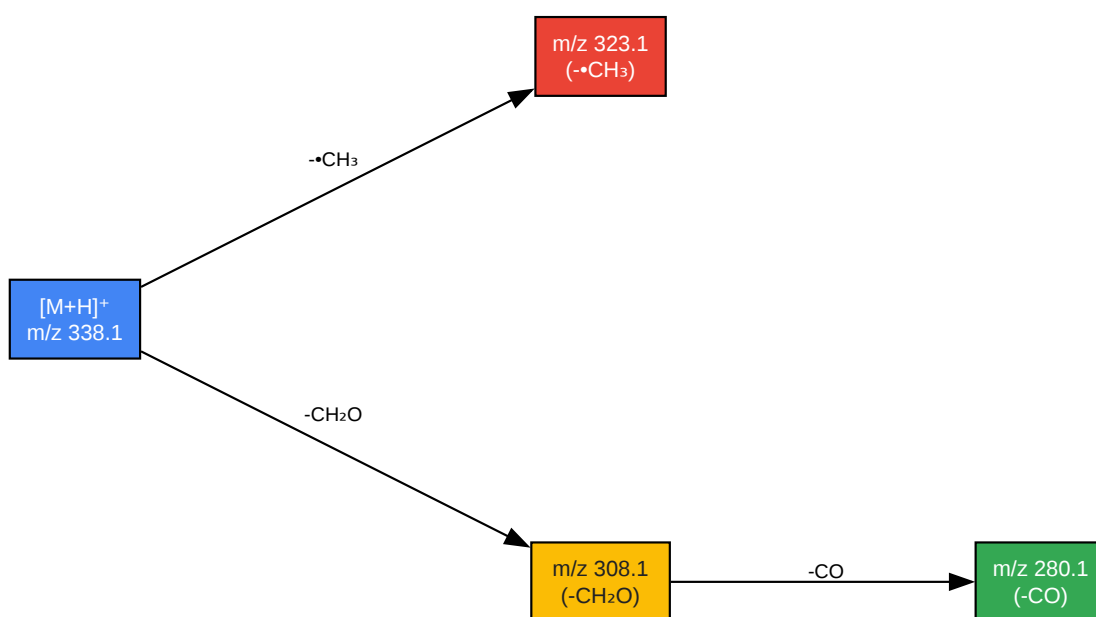 m/z 323.1
(-•CH₃)
-•CH₃
[M+H]⁺
m/z 338.1
-CH₂O
m/z 308.1
(-CH₂O)
-CO
m/z 280.1
(-CO)